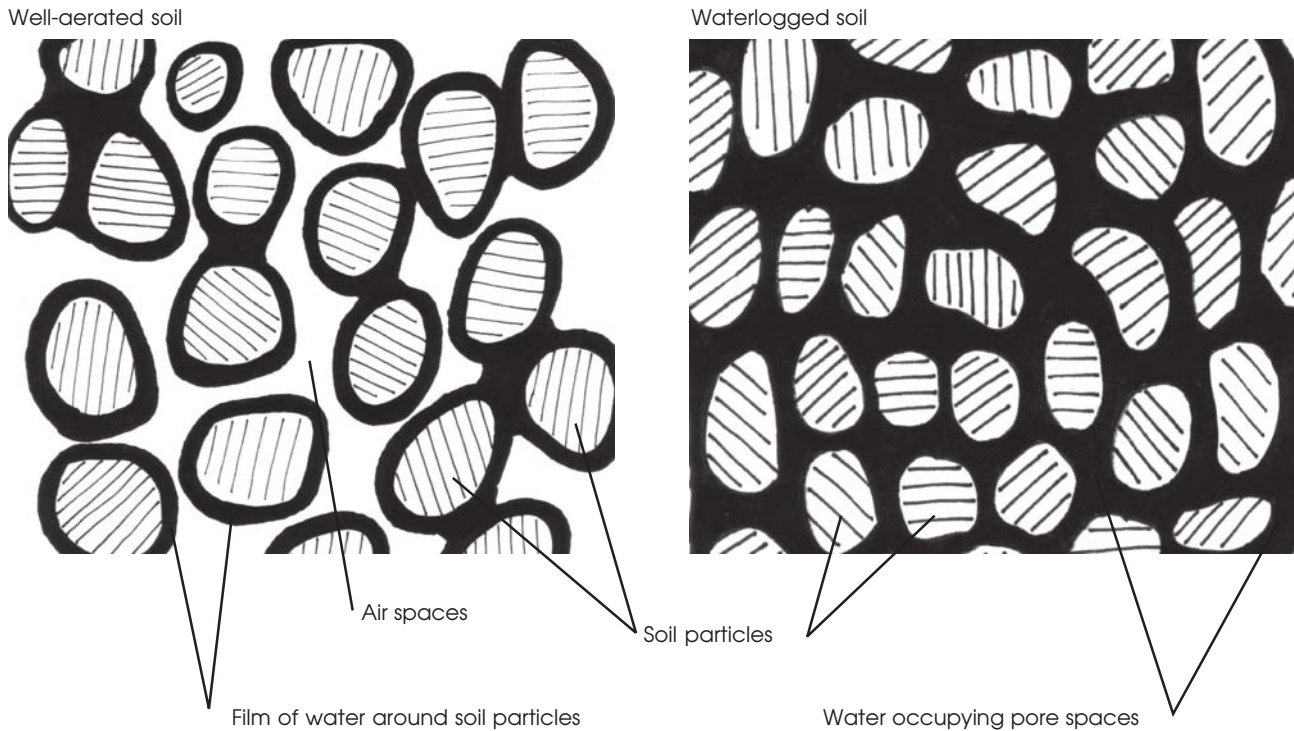 Well-aerated soil
Waterlogged soil
Air spaces
Soil particles
Film of water around soil particles
Water occupying pore spaces